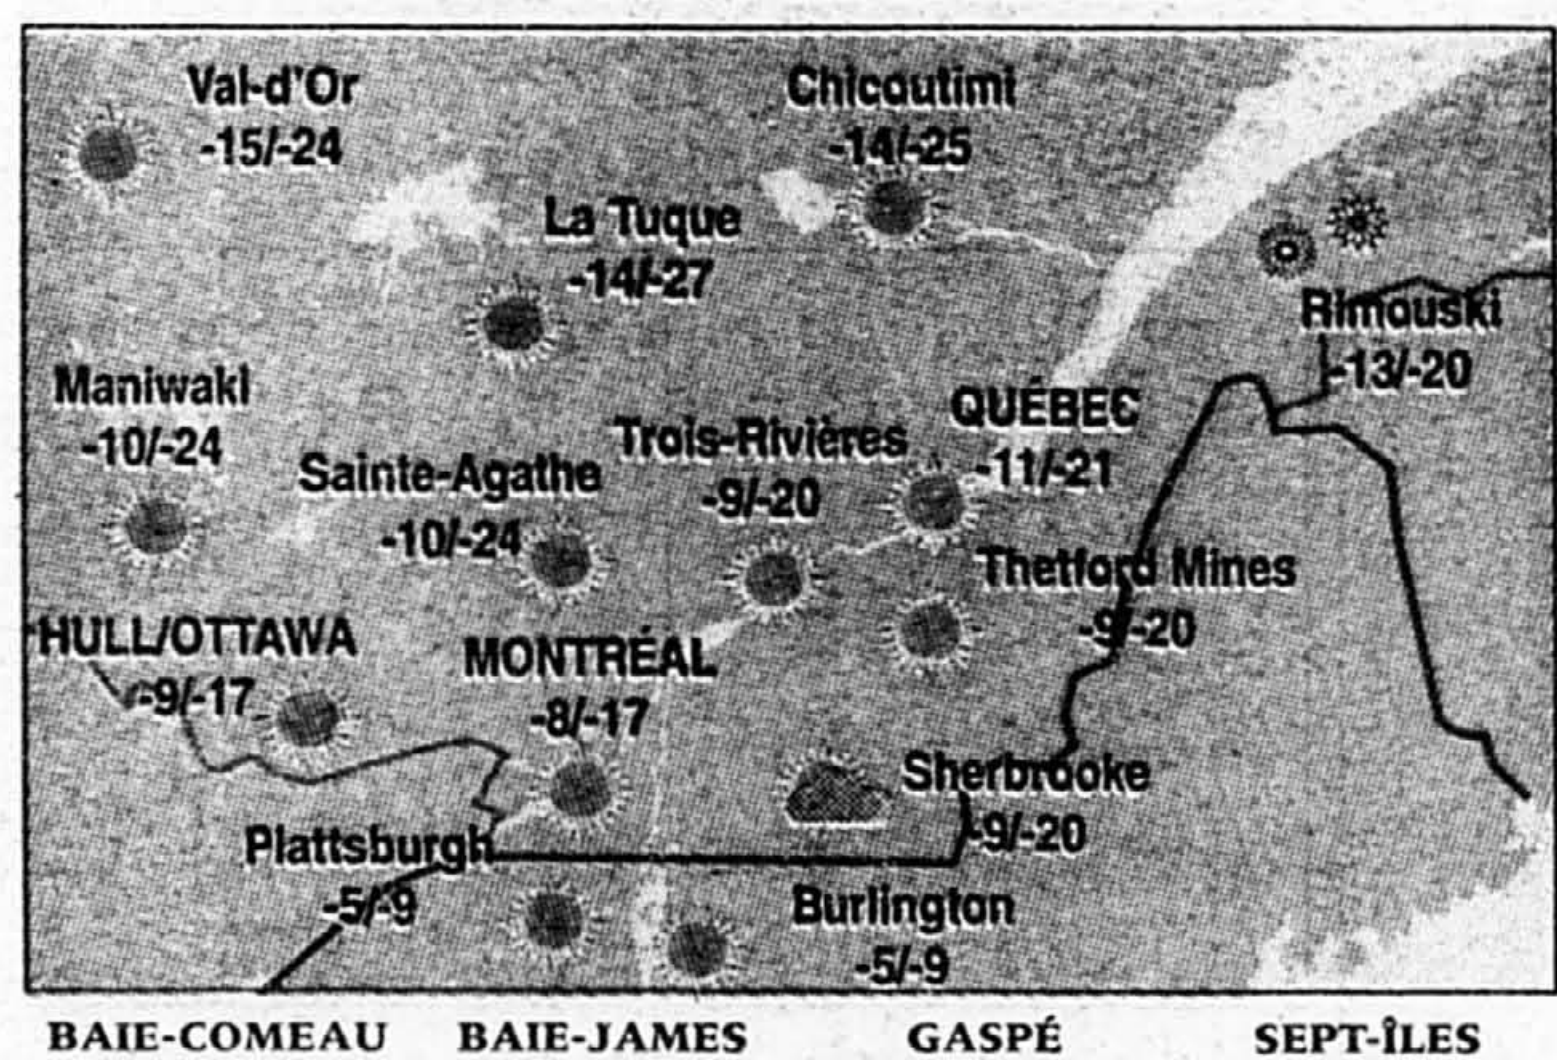 Val-d'Or
-15/-24
Chicoutimi
-14/-25
La Tuque
-14/-27
Rimouski
-13/-20
Maniwaki
-10/-24
QUÉBEC
-11/-21
Trois-Rivières
-9/-20
Sainte-Agathe
-10/-24
Thetford Mines
-9/-20
HULL/OTTAWA
-9/-17
MONTRÉAL
-8/-17
Sherbrooke
-9/-20
Plattsburgh
-5/-9
Burlington
-5/-9
BAIE-COMEAU BAIE-JAMES GASPÉ SEPT-ÎLES